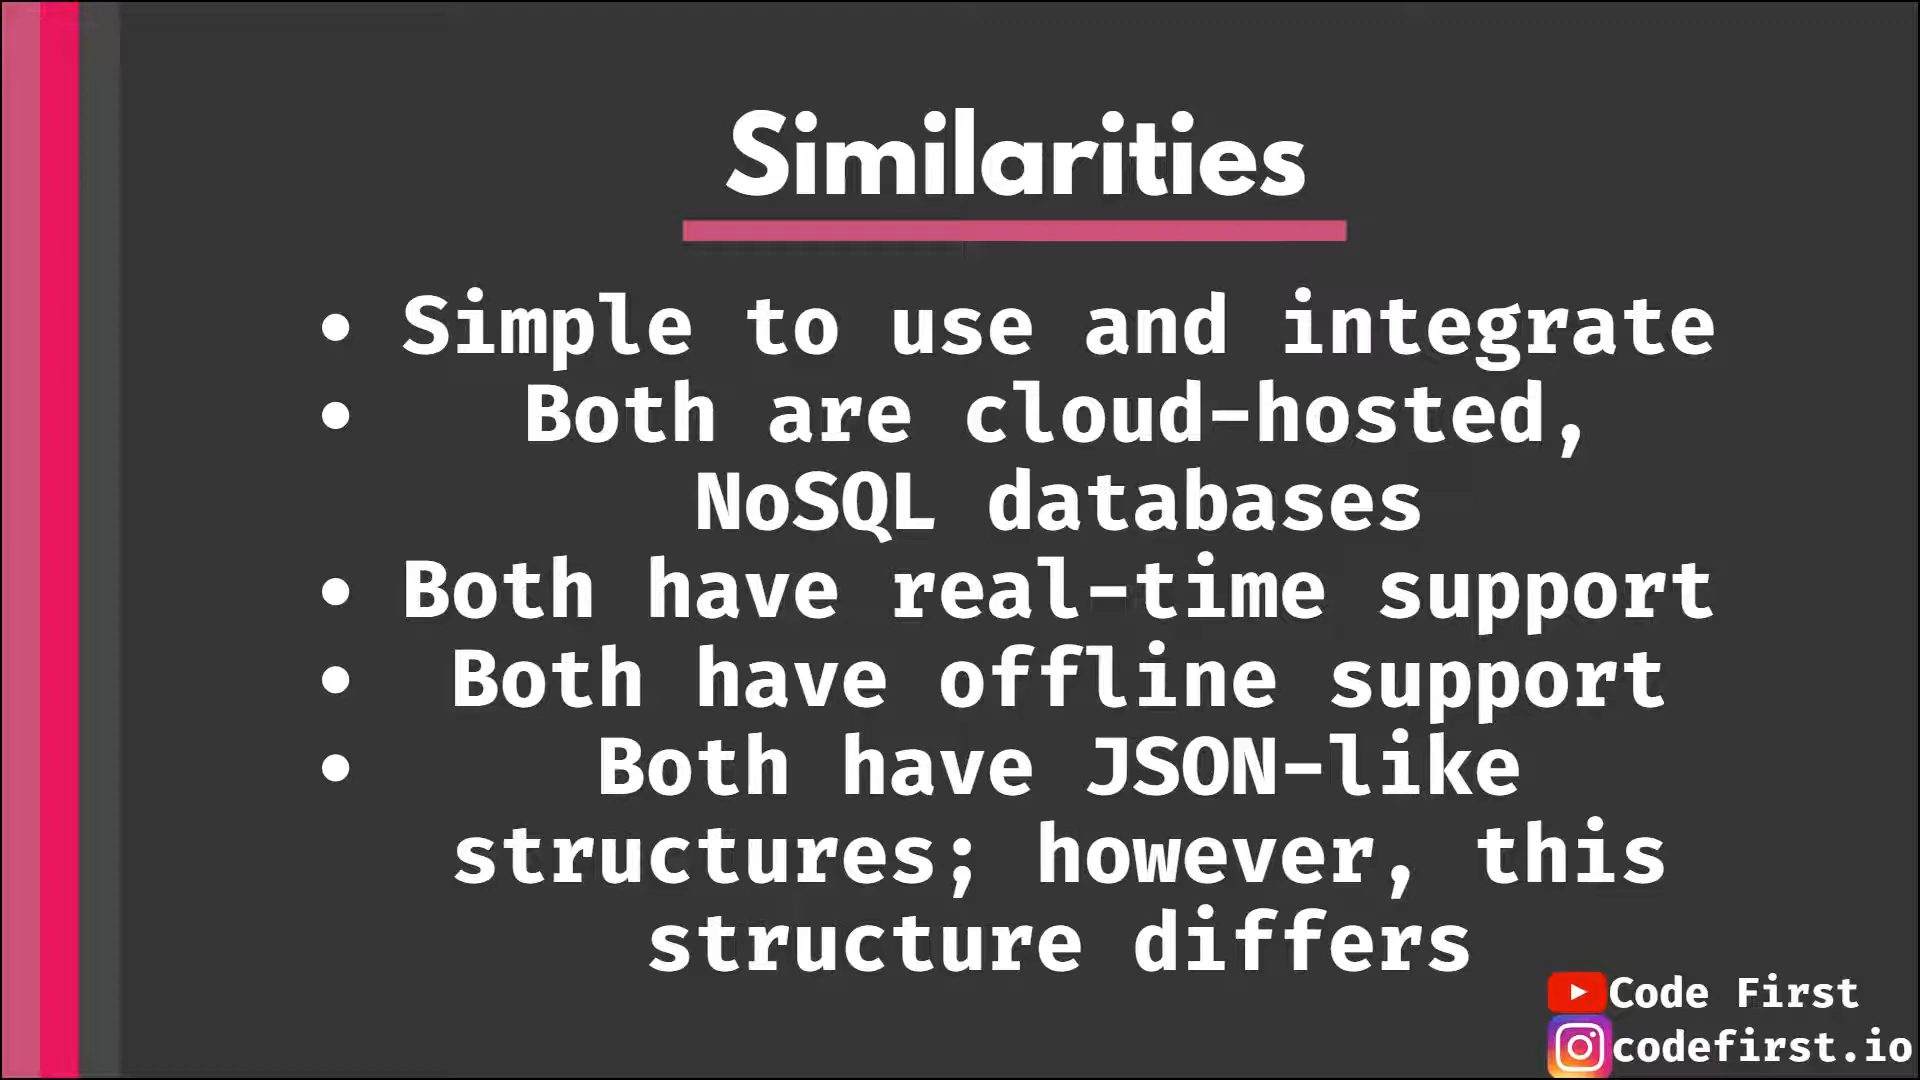 Similarities
• Simple to use and integrate
• Both are cloud-hosted,
NoSQL databases
• Both have real-time support
• Both have offline support
• Both have JSON-like
structures; however, this
structure differs
Code First
codefirst.io